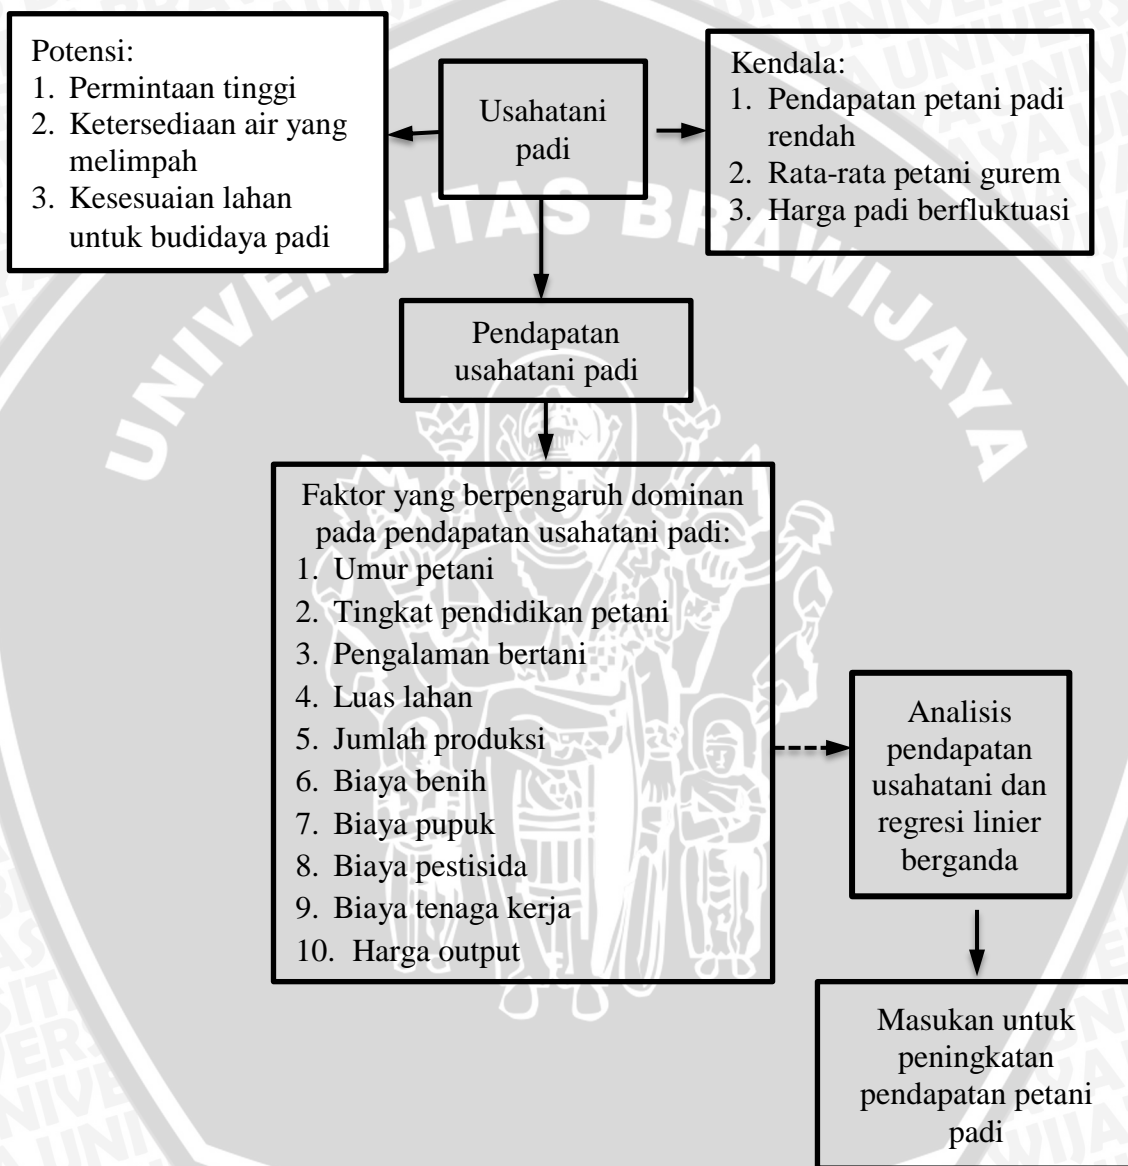 Potensi:
1. Permintaan tinggi
2. Ketersediaan air yang
melimpah
3. Kesesuaian lahan
untuk budidaya padi
Usahatani
padi
Kendala:
1. Pendapatan petani padi
rendah
2. Rata-rata petani gurem
3. Harga padi berfluktuasi
UNIVERSITAS BRAWIJAYA
Pendapatan
usahatani padi
Faktor yang berpengaruh dominan
pada pendapatan usahatani padi:
1. Umur petani
2. Tingkat pendidikan petani
3. Pengalaman bertani
4. Luas lahan
5. Jumlah produksi
6. Biaya benih
7. Biaya pupuk
8. Biaya pestisida
9. Biaya tenaga kerja
10. Harga output
Analisis
pendapatan
usahatani dan
regresi linier
berganda
Masukan untuk
peningkatan
pendapatan petani
padi